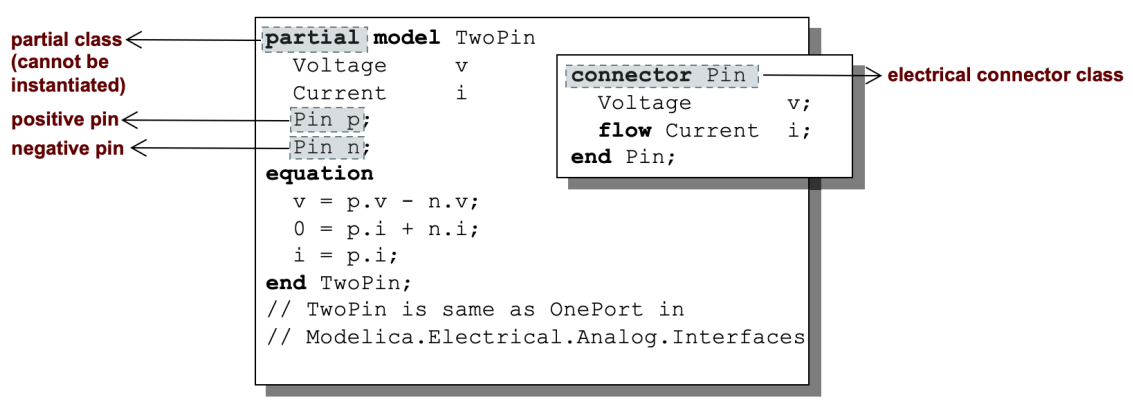 partial class
(cannot be
instantiated)
positive pin
negative pin
partial model TwoPin
Voltage v
Current i
Pin p;
Pin n;
equation
v = p.v - n.v;
0 = p.i + n.i;
i = p.i;
end TwoPin;
// TwoPin is same as OnePort in
// Modelica.Electrical.Analog.Interfaces
connector Pin
Voltage v;
flow Current i;
end Pin;
electrical connector class